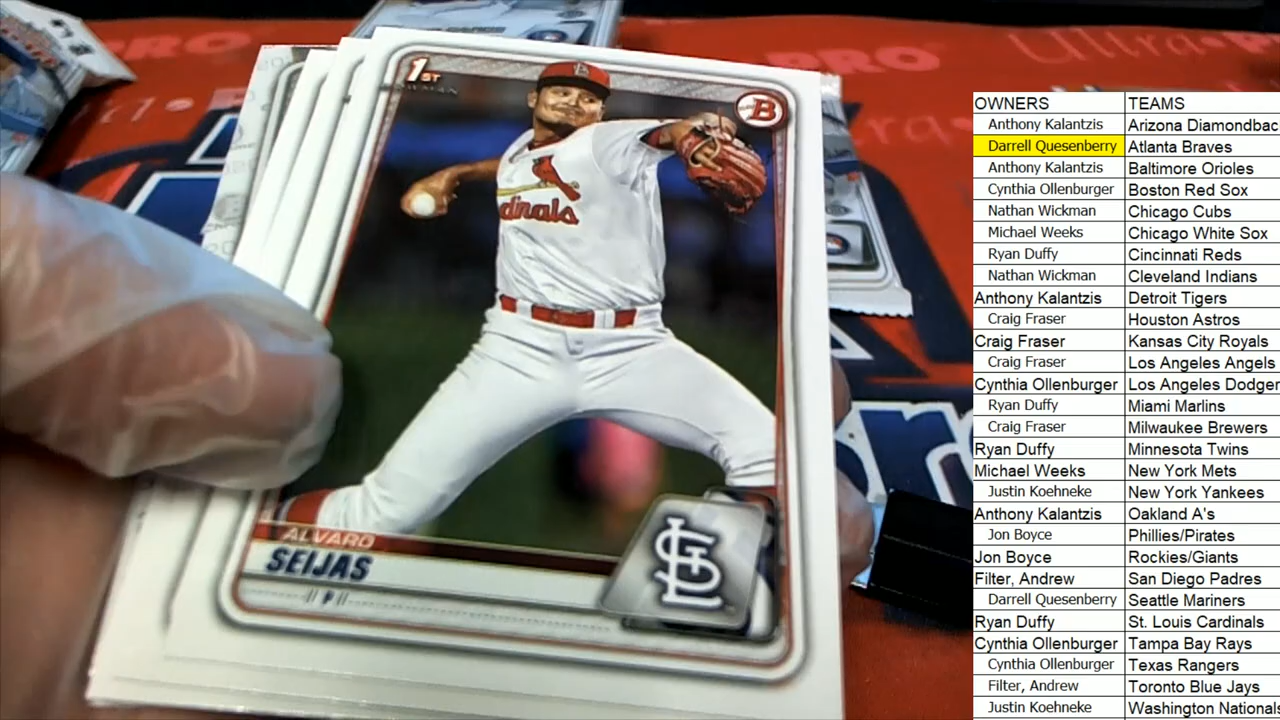 1ST
BOWMAN
B
Cardinals
ALVARO
SEIJAS
// P //
STL
PRO
Ultra PRO
OWNERS TEAMS
Anthony Kalantzis Arizona Diamondbac
Darrell Quesenberry Atlanta Braves
Anthony Kalantzis Baltimore Orioles
Cynthia Ollenburger Boston Red Sox
Nathan Wickman Chicago Cubs
Michael Weeks Chicago White Sox
Ryan Duffy Cincinnati Reds
Nathan Wickman Cleveland Indians
Anthony Kalantzis Detroit Tigers
Craig Fraser Houston Astros
Craig Fraser Kansas City Royals
Craig Fraser Los Angeles Angels
Cynthia Ollenburger Los Angeles Dodger
Ryan Duffy Miami Marlins
Craig Fraser Milwaukee Brewers
Ryan Duffy Minnesota Twins
Michael Weeks New York Mets
Justin Koehneke New York Yankees
Anthony Kalantzis Oakland A's
Jon Boyce Phillies/Pirates
Jon Boyce Rockies/Giants
Filter, Andrew San Diego Padres
Darrell Quesenberry Seattle Mariners
Ryan Duffy St. Louis Cardinals
Cynthia Ollenburger Tampa Bay Rays
Cynthia Ollenburger Texas Rangers
Filter, Andrew Toronto Blue Jays
Justin Koehneke Washington Nationals